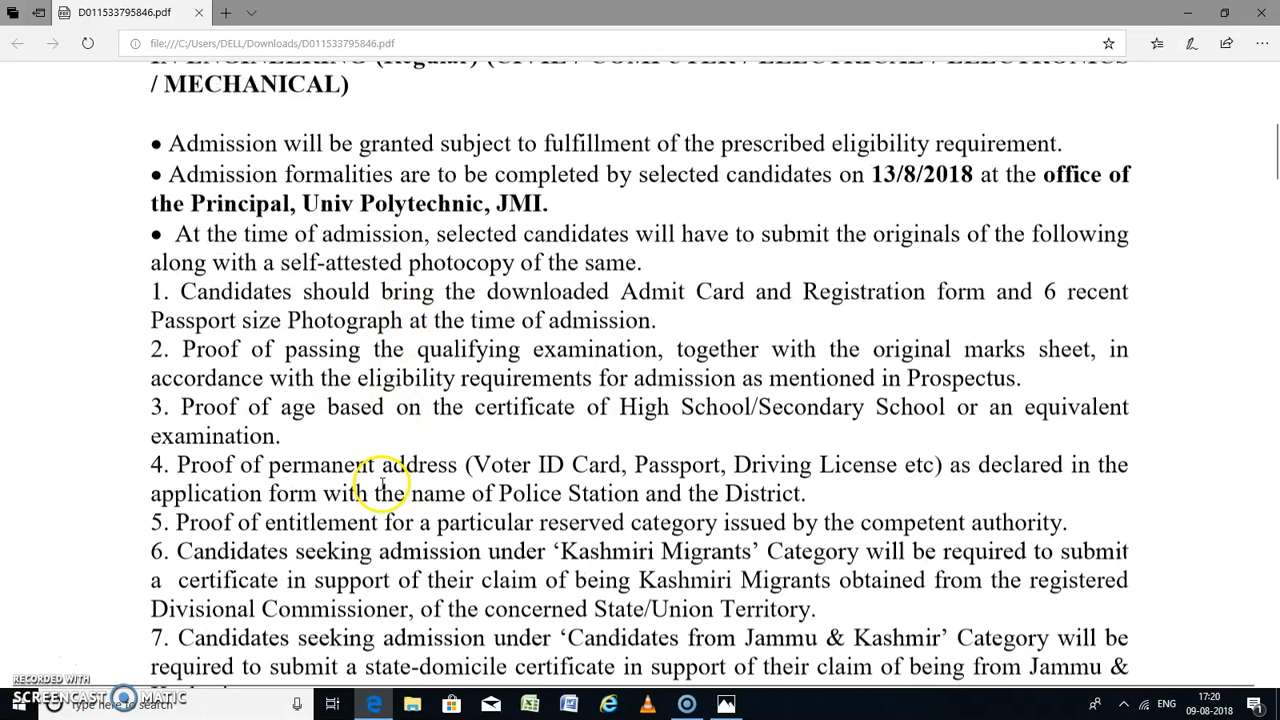 D011533795846.pdf
file:///C:/Users/DELL/Downloads/D011533795846.pdf
IN ENGINEERING (Regular) (CIVIL / COMPUTER / ELECTRICAL / ELECTRONICS
/ MECHANICAL)
• Admission will be granted subject to fulfillment of the prescribed eligibility requirement.
• Admission formalities are to be completed by selected candidates on 13/8/2018 at the office of
the Principal, Univ Polytechnic, JMI.
• At the time of admission, selected candidates will have to submit the originals of the following
along with a self-attested photocopy of the same.
1. Candidates should bring the downloaded Admit Card and Registration form and 6 recent
Passport size Photograph at the time of admission.
2. Proof of passing the qualifying examination, together with the original marks sheet, in
accordance with the eligibility requirements for admission as mentioned in Prospectus.
3. Proof of age based on the certificate of High School/Secondary School or an equivalent
examination.
4. Proof of permanent address (Voter ID Card, Passport, Driving License etc) as declared in the
application form with the name of Police Station and the District.
5. Proof of entitlement for a particular reserved category issued by the competent authority.
6. Candidates seeking admission under ‘Kashmiri Migrants’ Category will be required to submit
a certificate in support of their claim of being Kashmiri Migrants obtained from the registered
Divisional Commissioner, of the concerned State/Union Territory.
7. Candidates seeking admission under ‘Candidates from Jammu & Kashmir’ Category will be
required to submit a state-domicile certificate in support of their claim of being from Jammu &
RECORDED WITH
SCREENCAST MATIC
Type here to search
ENG
17:20
09-08-2018